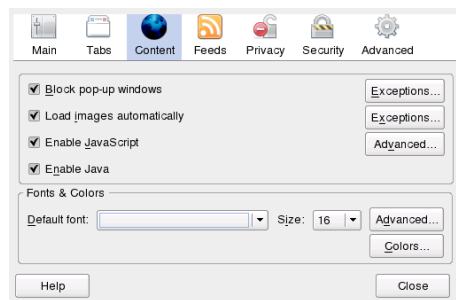 Main Tabs Content Feeds Privacy Security Advanced
Block pop-up windows Exceptions...
Load images automatically Exceptions...
Enable JavaScript Advanced...
Enable Java
Fonts & Colors
Default font: Size: 16 Advanced...
Colors...
Help Close